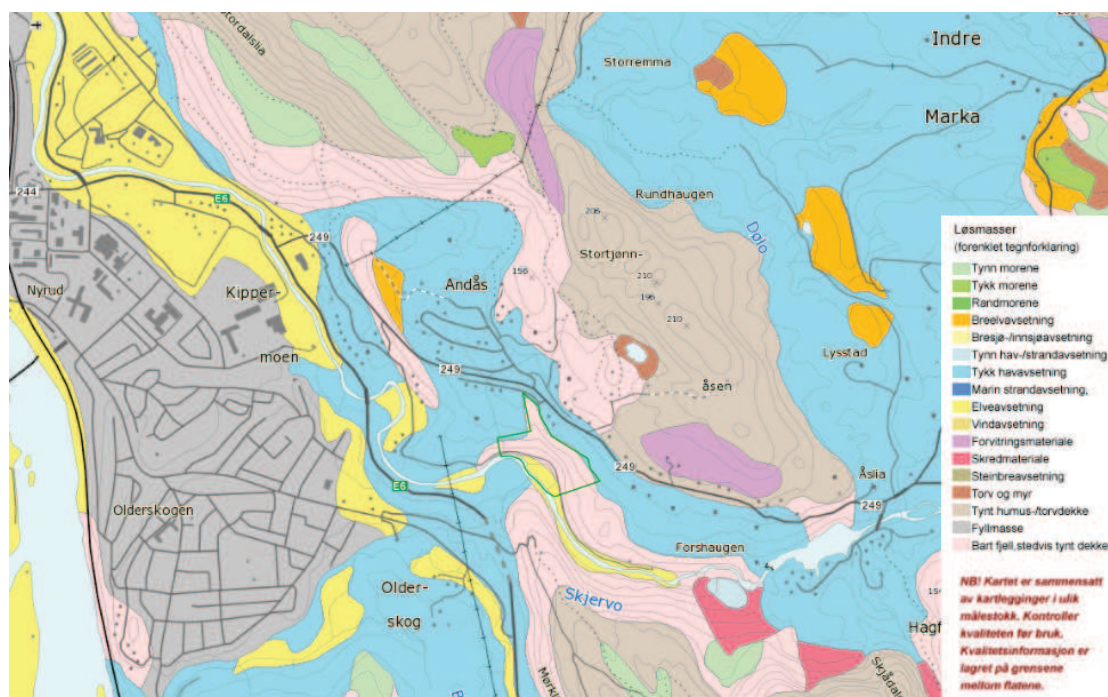 Stordalslia
Storremma
Indre
Marka
244
E6
249
Rundhaugen
206
Dølo
Stortjønn-
156
210
196
210
Andås
Nyrud
Kipper-
moen
249
Lysstad
åsen
249
Åslia
249
E6
Olderskogen
Forshaugen
Older-
skog
Skjervo
Løsmasser
(forenklet tegnforklaring)
Tynn morene
Tykk morene
Randmorene
Breelvavsetning
Bresjø-/innsjøavsetning
Tynn hav-/strandavsetning
Tykk havavsetning
Marin strandavsetning,
Elveavsetning
Vindavsetning
Forvitringsmateriale
Skredmateriale
Steinbreavsetning
Torv og myr
Tynt humus-/torvdekke
Fyllmasse
Bart fjell,stedvis tynt dekke
NB! Kartet er sammensatt
av kartlegginger i ulik
målestokk. Kontroller
kvaliteten før bruk.
Kvalitetsinformasjon er
lagret på grensene
mellom flatene.